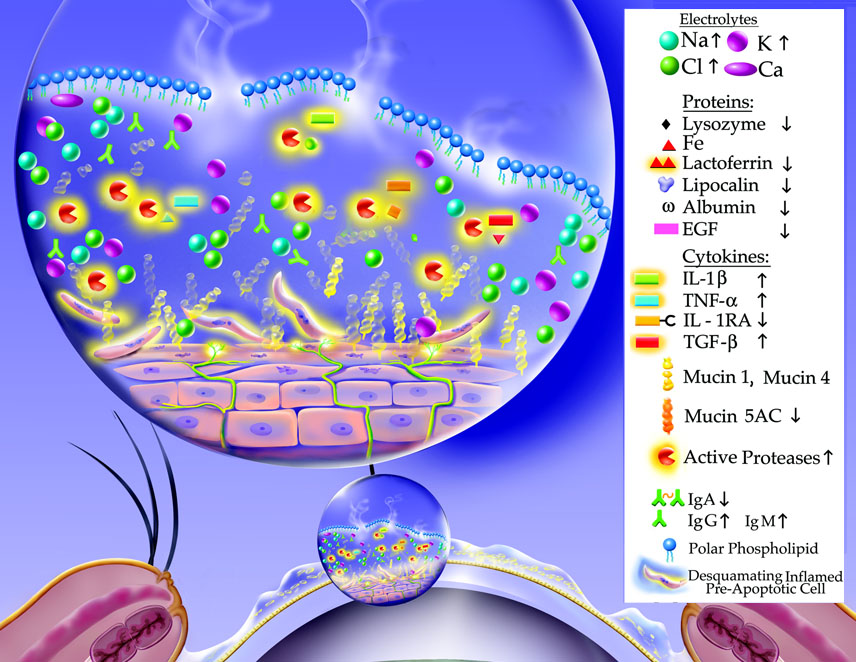 Electrolytes
Na↑ K ↑
Cl ↑ Ca
Proteins:
Lysozyme ↓
Fe
Lactoferrin ↓
Lipocalin ↓
ω Albumin ↓
EGF ↓
Cytokines:
IL-1β ↑
TNF-α ↑
IL - 1RA ↓
TGF-β ↑
Mucin 1, Mucin 4
Mucin 5AC ↓
Active Proteases ↑
IgA ↓
IgG ↑ IgM ↑
Polar Phospholipid
Desquamating Inflamed
Pre-Apoptotic Cell